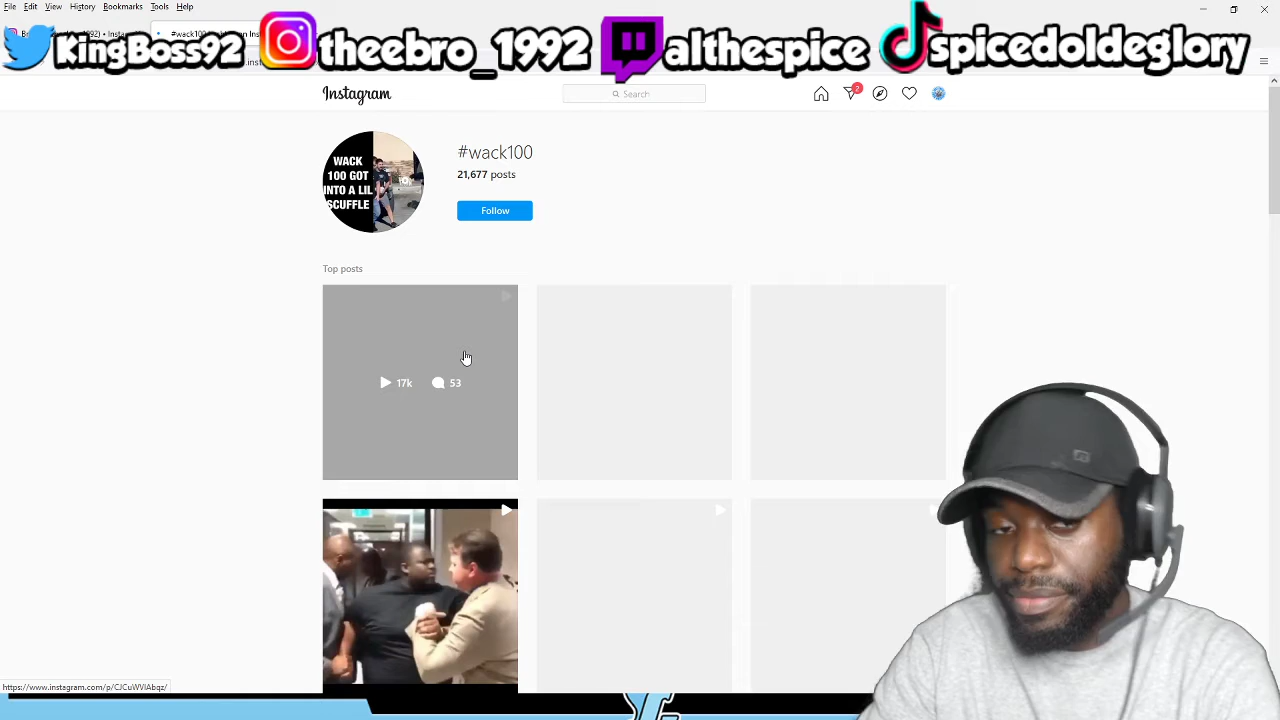 File Edit View History Bookmarks Tools Help
KingBoss92 theebro_1992 althespice spicedoldeglory
Instagram
Search
2
WACK
100 GOT
INTO A LIL
SCUFFLE
#wack100
21,677 posts
Follow
Top posts
17k 53
https://www.instagram.com/p/CJCuWVlAbqz/